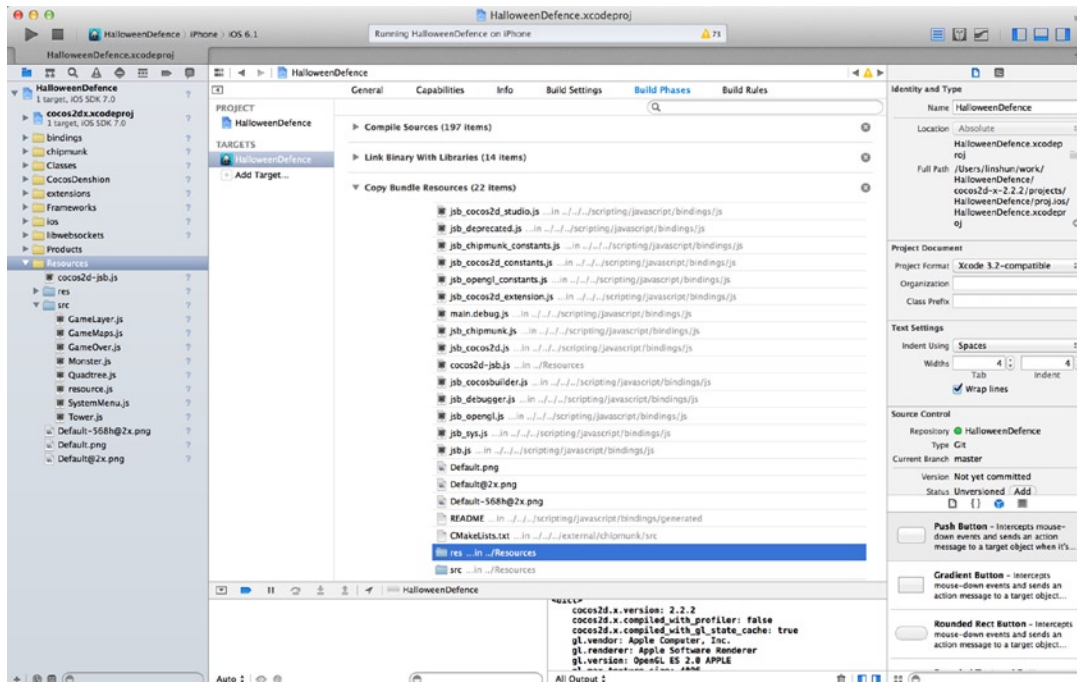 HalloweenDefence.xcodeproj
HalloweenDefence iPhone iOS 6.1
Running HalloweenDefence on iPhone
71
HalloweenDefence.xcodeproj
HalloweenDefence
1 target, iOS SDK 7.0
cocos2dx.xcodeproj
1 target, iOS SDK 7.0
bindings
chipmunk
Classes
CocosDenshion
extensions
Frameworks
ios
libwebsockets
Products
Resources
cocos2d-jsb.js
res
src
GameLayer.js
GameMaps.js
GameOver.js
Monster.js
Quadtree.js
resource.js
SystemMenu.js
Tower.js
Default-568h@2x.png
Default.png
Default@2x.png
HalloweenDefence
General Capabilities Info Build Settings Build Phases Build Rules
PROJECT
HalloweenDefence
TARGETS
HalloweenDefence
Add Target...
Compile Sources (197 items)
Link Binary With Libraries (14 items)
Copy Bundle Resources (22 items)
jsb_cocos2d_studio.js ...in ../../../scripting/javascript/bindings/js
jsb_deprecated.js ...in ../../../scripting/javascript/bindings/js
jsb_chipmunk_constants.js ...in ../../../scripting/javascript/bindings/js
jsb_cocos2d_constants.js ...in ../../../scripting/javascript/bindings/js
jsb_opengl_constants.js ...in ../../../scripting/javascript/bindings/js
jsb_cocos2d_extension.js ...in ../../../scripting/javascript/bindings/js
main.debug.js ...in ../../../scripting/javascript/bindings/js
jsb_chipmunk.js ...in ../../../scripting/javascript/bindings/js
jsb_cocos2d.js ...in ../../../scripting/javascript/bindings/js
cocos2d-jsb.js ...in ../Resources
jsb_cocosbuilder.js ...in ../../../scripting/javascript/bindings/js
jsb_debugger.js ...in ../../../scripting/javascript/bindings/js
jsb_opengl.js ...in ../../../scripting/javascript/bindings/js
jsb_sys.js ...in ../../../scripting/javascript/bindings/js
jsb.js ...in ../../../scripting/javascript/bindings/js
Default.png
Default@2x.png
Default-568h@2x.png
README ...in ../../../scripting/javascript/bindings/generated
CMakeLists.txt ...in ../../../external/chipmunk/src
res ...in ../Resources
src ...in ../Resources
HalloweenDefence
cocos2d.x.version: 2.2.2
cocos2d.x.compiled_with_profiler: false
cocos2d.x.compiled_with_gl_state_cache: true
gl.vendor: Apple Computer, Inc.
gl.renderer: Apple Software Renderer
gl.version: OpenGL ES 2.0 APPLE
Auto
All Output
Identity and Type
Name HalloweenDefence
Location Absolute
HalloweenDefence.xcodep
roj
Full Path /Users/linshun/work/
HalloweenDefence/
cocos2d-x-2.2.2/projects/
HalloweenDefence/proj.ios/
HalloweenDefence.xcodepr
oj
Project Document
Project Format Xcode 3.2-compatible
Organization
Class Prefix
Text Settings
Indent Using Spaces
Widths 4 4
Tab Indent
Wrap lines
Source Control
Repository HalloweenDefence
Type Git
Current Branch master
Version Not yet committed
Status Unversioned Add
Push Button - Intercepts mouse-
down events and sends an action
message to a target object when it's...
Gradient Button - Intercepts
mouse-down events and sends an
action message to a target object...
Rounded Rect Button - Intercepts
mouse-down events and sends an
action message to a target object...